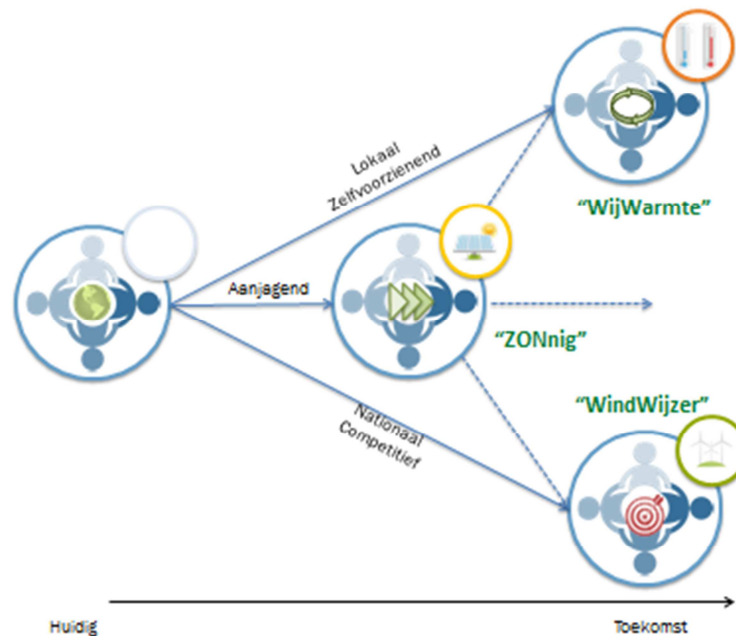 Lokaal
Zelfvoorzienend
"WijWarmte"
Aanjagend
"ZONnig"
"WindWijzer"
Nationaal
Competitief
Huidig
Toekomst